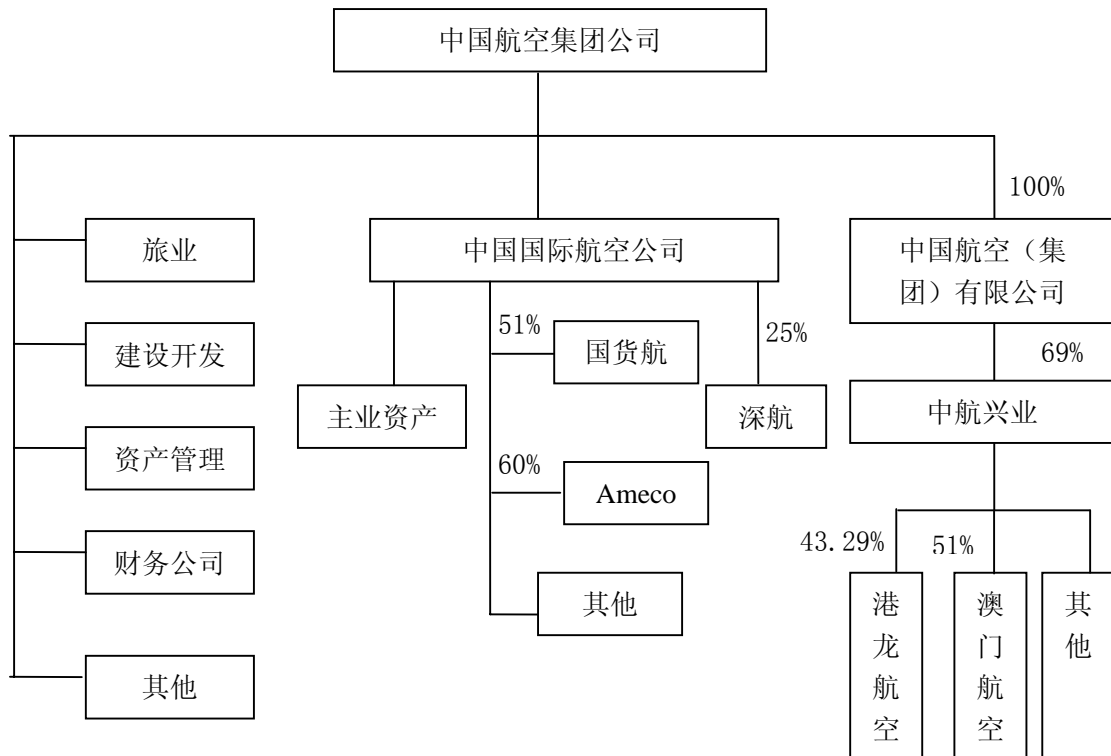 中国航空集团公司
100%
旅业
中国国际航空公司
中国航空（集
团）有限公司
51%
25%
69%
建设开发
国货航
主业资产
深航
中航兴业
资产管理
60%
Ameco
43.29%
51%
财务公司
其他
港龙航空
澳门航空
其他
其他